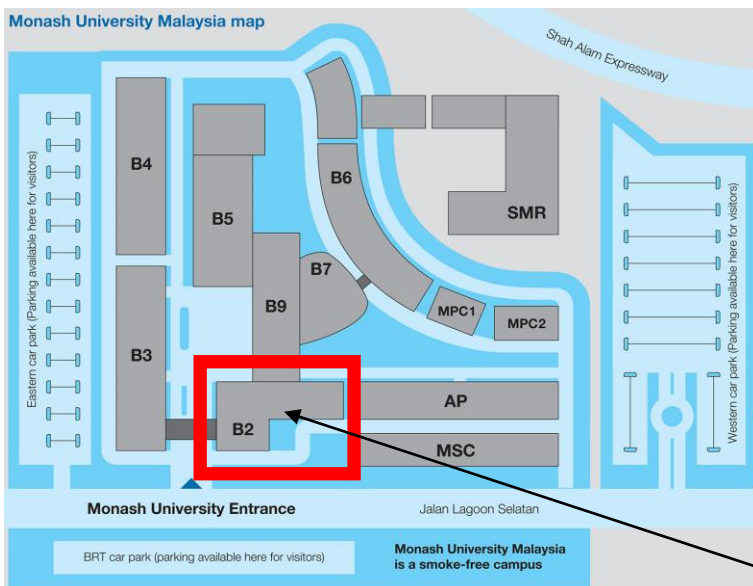 Monash University Malaysia map
Shah Alam Expressway
Eastern car park (Parking available here for visitors)
B4
B5
B6
SMR
B7
B9
MPC1
MPC2
B3
Western car park (Parking available here for visitors)
B2
AP
MSC
Monash University Entrance
Jalan Lagoon Selatan
BRT car park (parking available here for visitors)
Monash University Malaysia
is a smoke-free campus